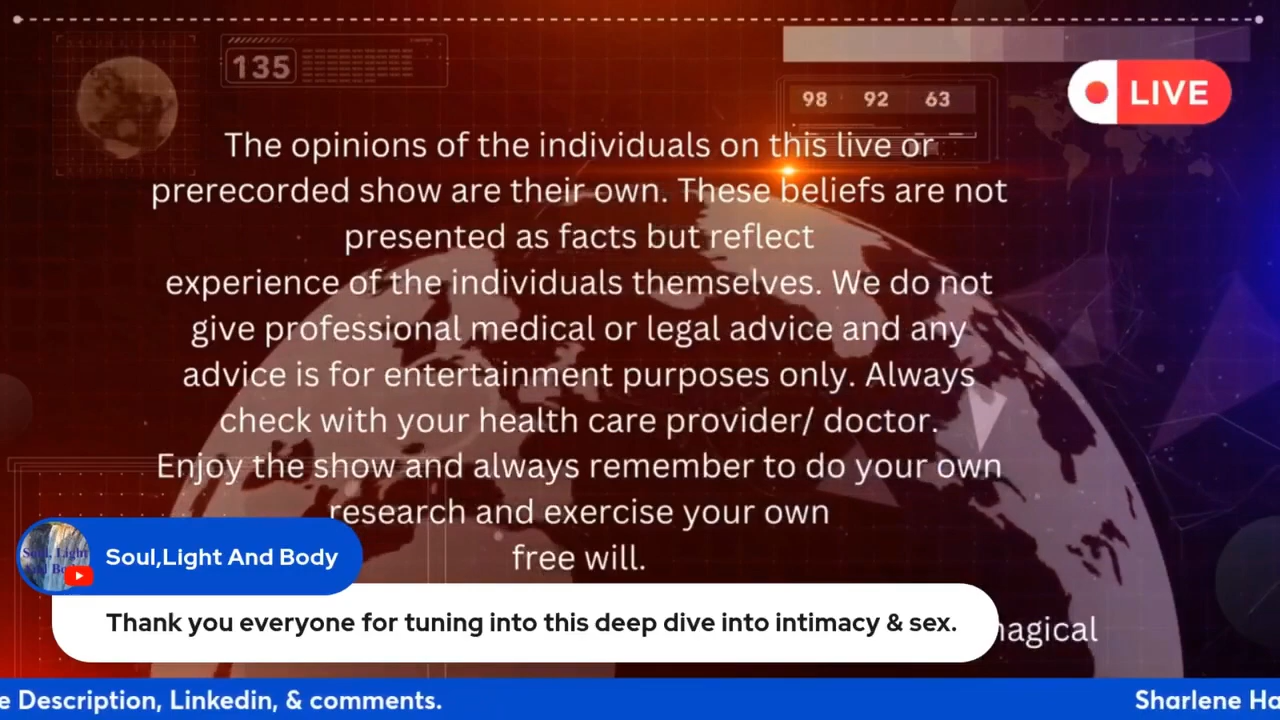 135
98 92 63
LIVE
The opinions of the individuals on this live or
prerecorded show are their own. These beliefs are not
presented as facts but reflect
experience of the individuals themselves. We do not
give professional medical or legal advice and any
advice is for entertainment purposes only. Always
check with your health care provider/ doctor.
Enjoy the show and always remember to do your own
research and exercise your own
free will.
Soul,Light And Body
Thank you everyone for tuning into this deep dive into intimacy & sex.
e Description, Linkedin, & comments.
Sharlene